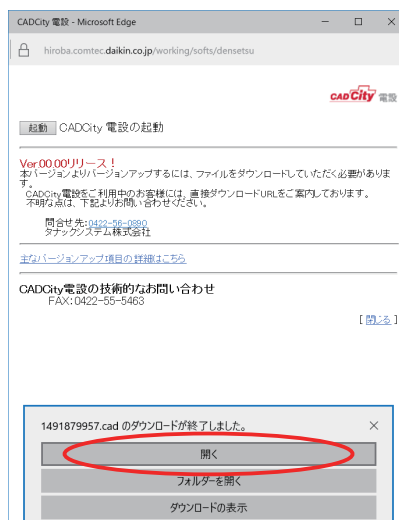 CADCity 電設 - Microsoft Edge
hiroba.comtec.daikin.co.jp/working/softs/densetsu
CADCity 電設
起動 CADCity 電設の起動
Ver.00.00リリース！
本バージョンよりバージョンアップするには、ファイルをダウンロードしていただく必要がありま
す。
CADCity電設をご利用中のお客様には、直接ダウンロードURLをご案内しております。
不明な点は、下記よりお問い合わせください。
問合せ先:0422-56-0890
タナックシステム株式会社
主なバージョンアップ項目の詳細はこちら
CADCity電設の技術的なお問い合わせ
FAX:0422-55-5463
[ 閉じる ]
1491879957.cad のダウンロードが終了しました。
開く
フォルダーを開く
ダウンロードの表示